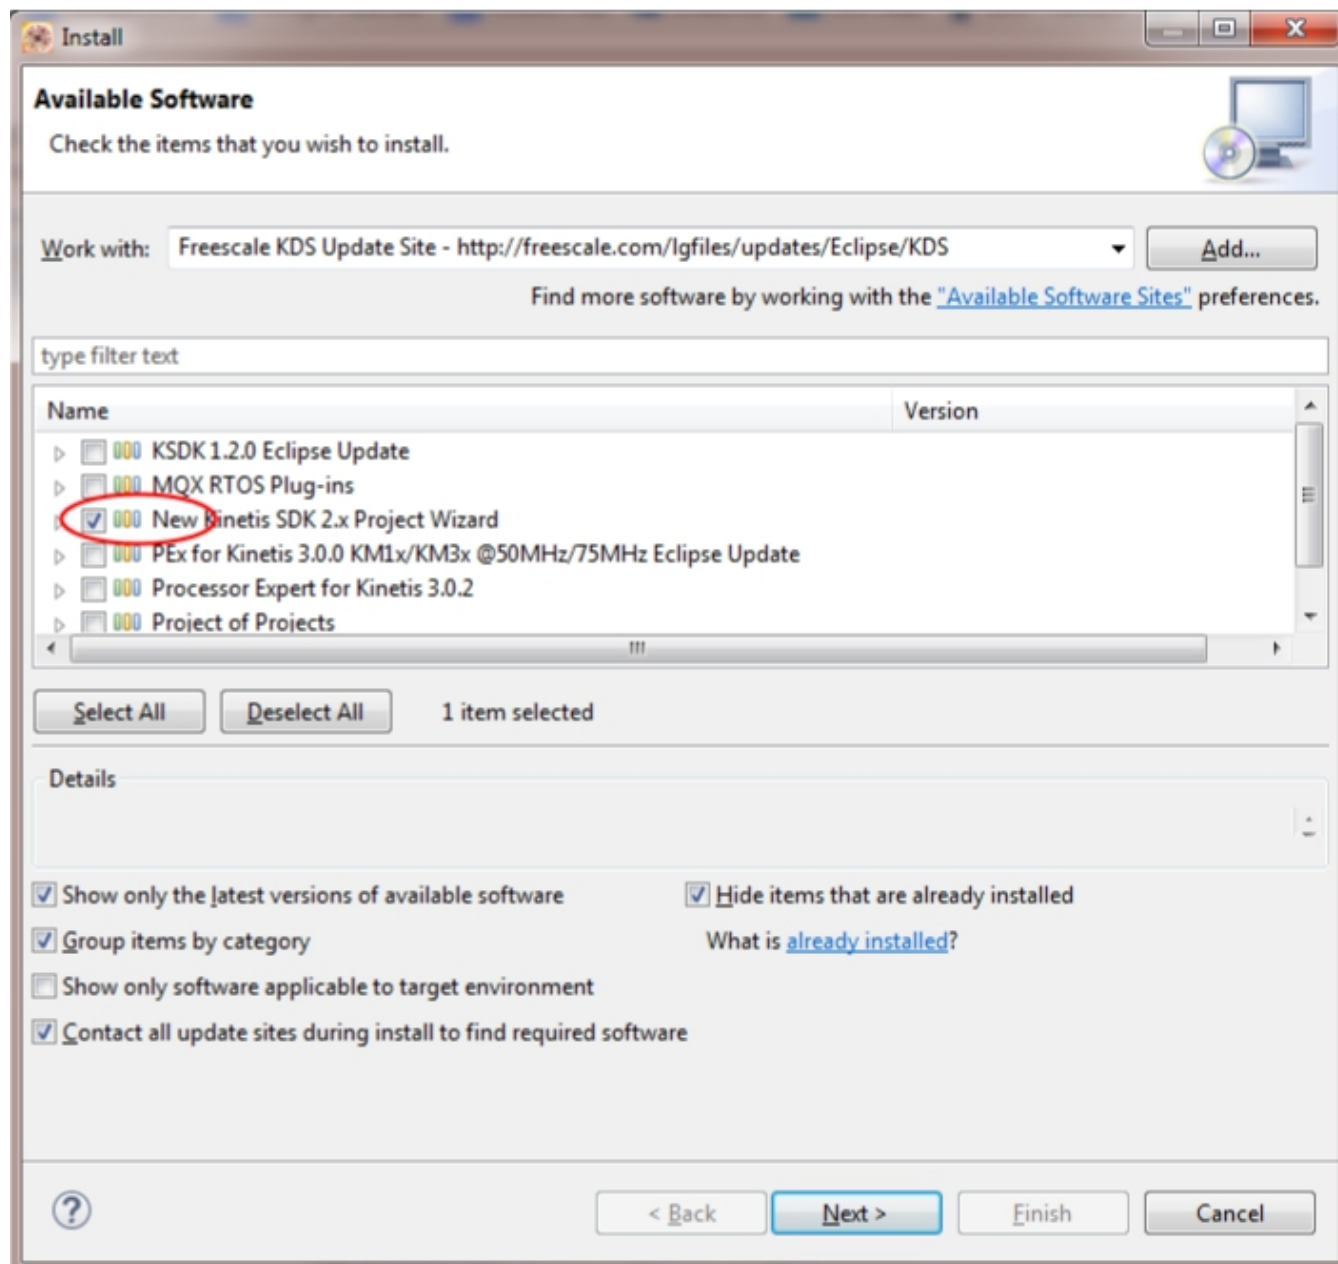 Install
Available Software
Check the items that you wish to install.
Work with: Freescale KDS Update Site - http://freescale.com/lgfiles/updates/Eclipse/KDS Add...
Find more software by working with the "Available Software Sites" preferences.
type filter text
Name Version
KSDK 1.2.0 Eclipse Update
MQX RTOS Plug-ins
New Kinetis SDK 2.x Project Wizard
PEx for Kinetis 3.0.0 KM1x/KM3x @50MHz/75MHz Eclipse Update
Processor Expert for Kinetis 3.0.2
Project of Projects
Select All Deselect All 1 item selected
Details
Show only the latest versions of available software Hide items that are already installed
Group items by category What is already installed?
Show only software applicable to target environment
Contact all update sites during install to find required software
? < Back Next > Finish Cancel